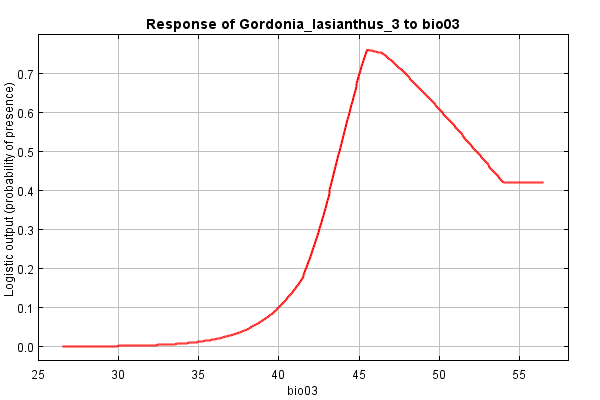 Response of Gordonia_lasianthus_3 to bio03
Logistic output (probability of presence)
0.7
0.6
0.5
0.4
0.3
0.2
0.1
0.0
25 30 35 40 45 50 55
bio03